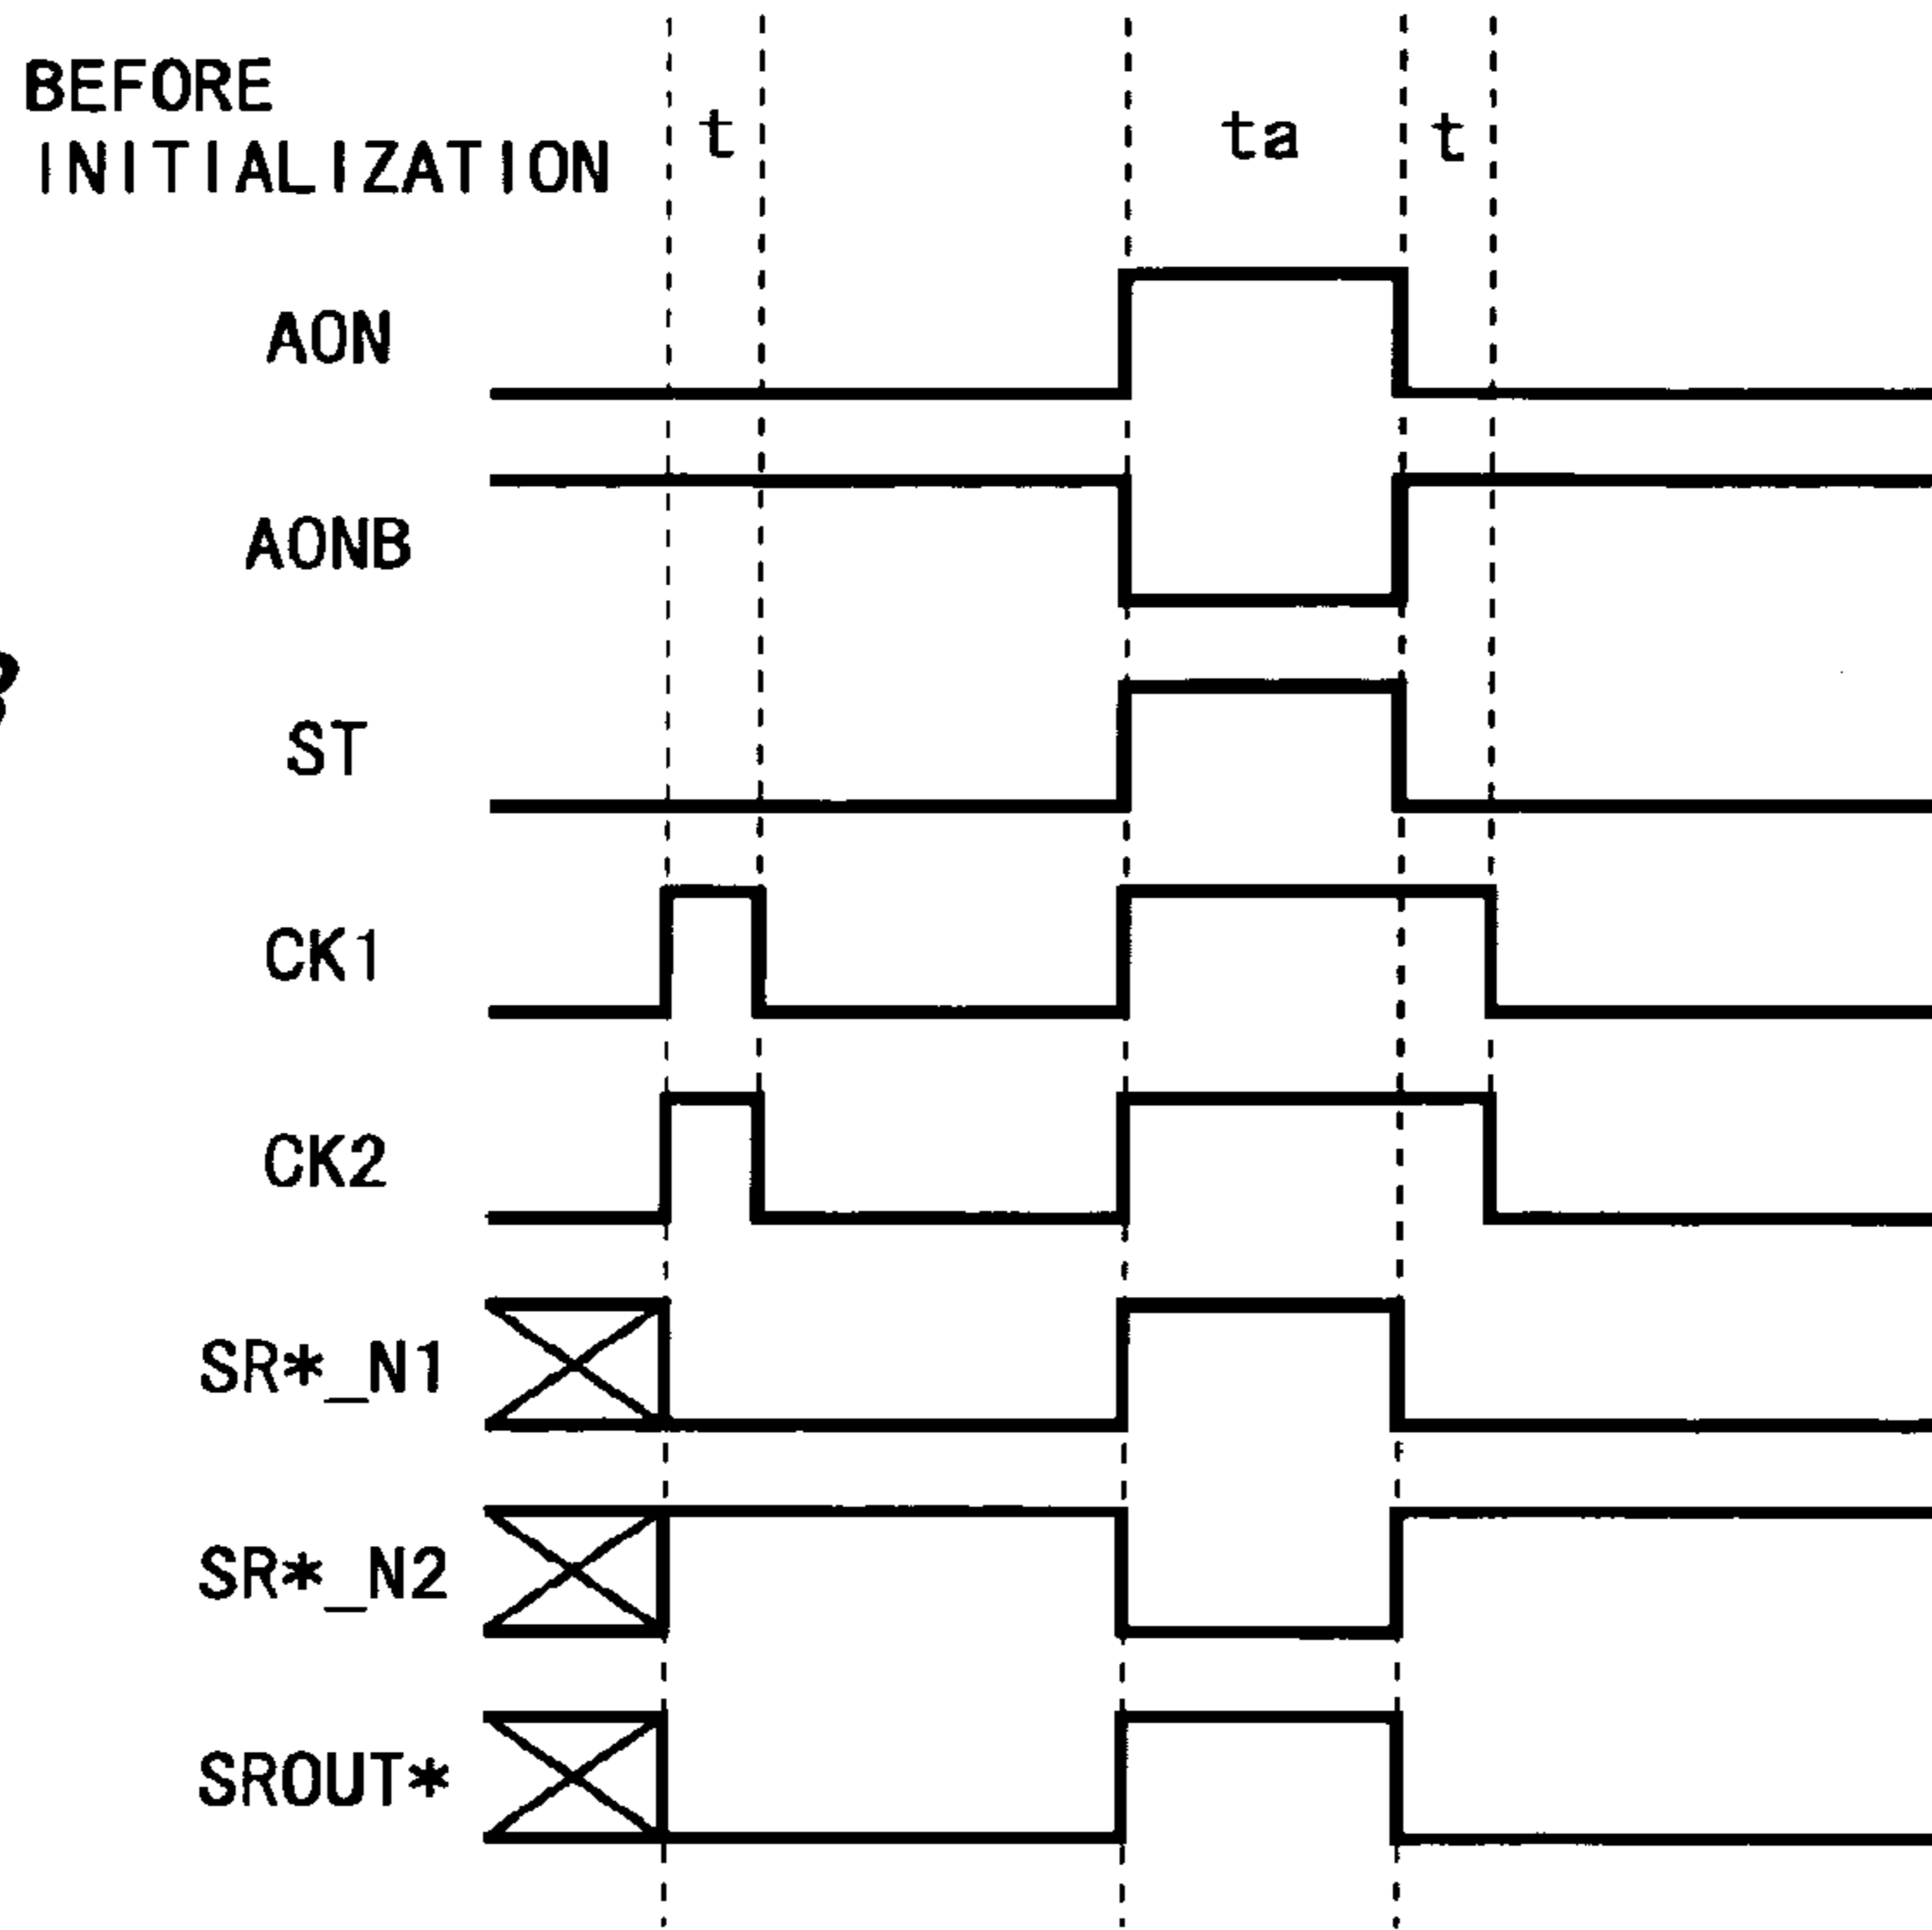 BEFORE
INITIALIZATION
t
ta
t
AON
AONB
ST
CK1
CK2
SR*_N1
SR*_N2
SROUT*